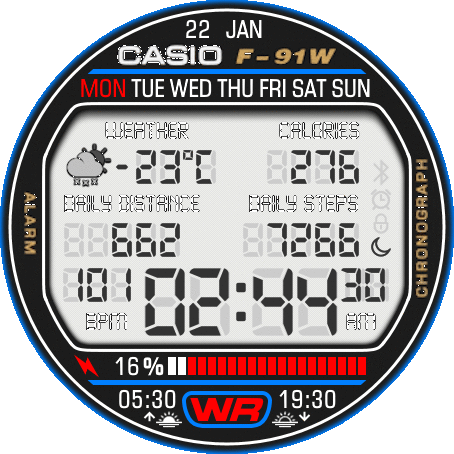 22 JAN
CASIO F-91W
MON TUE WED THU FRI SAT SUN
WEATHER CALORIES
-23°C 276
DAILY DISTANCE DAILY STEPS
662 7266
101 02:44 30
BPM AM
ALARM
CHRONOGRAPH
16%
05:30 WR 19:30